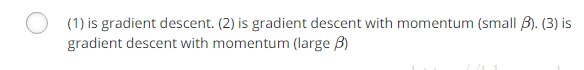 (1) is gradient descent. (2) is gradient descent with momentum (small β). (3) is
gradient descent with momentum (large β)